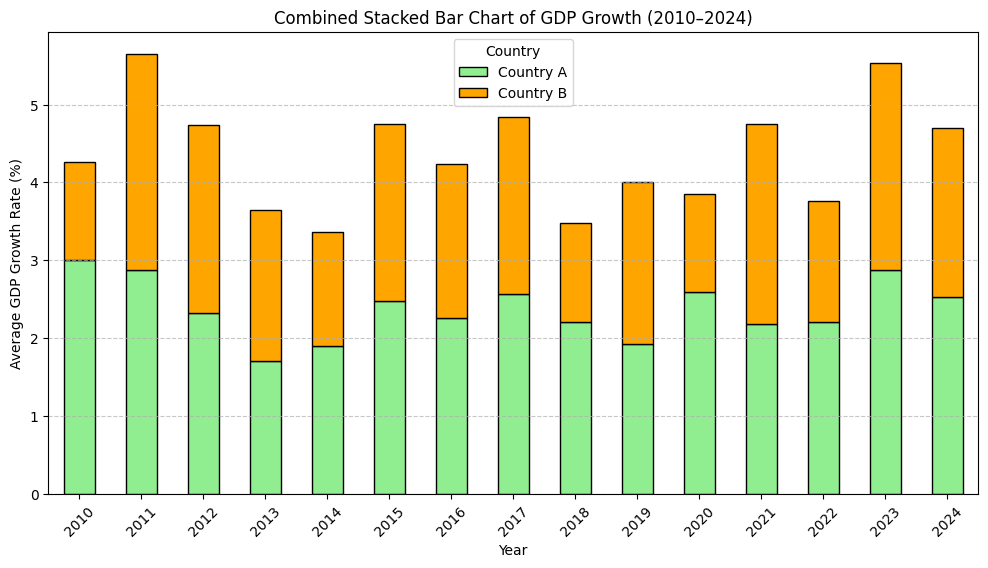 Combined Stacked Bar Chart of GDP Growth (2010–2024)
Country
Country A
Country B
Average GDP Growth Rate (%)
5
4
3
2
1
0
2010 2011 2012 2013 2014 2015 2016 2017 2018 2019 2020 2021 2022 2023 2024
Year